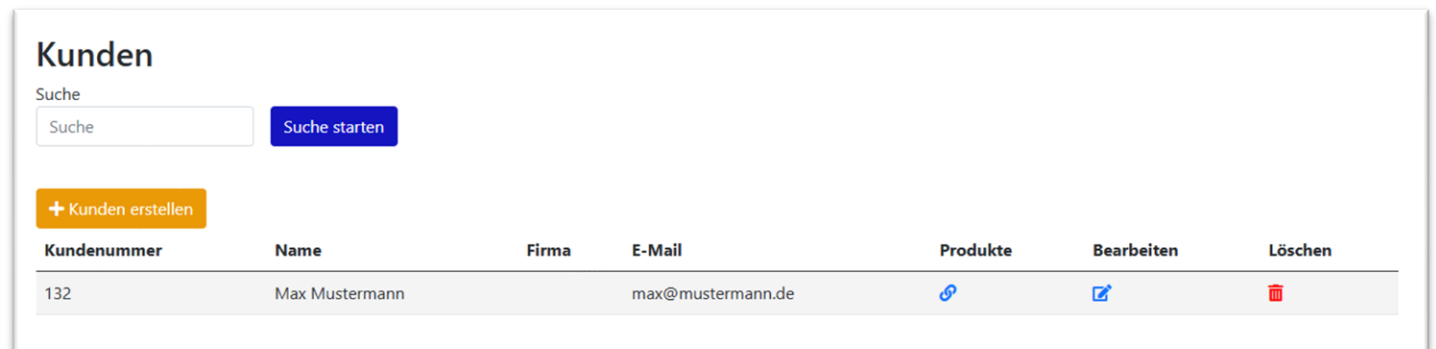 Kunden
Suche
Suche Suche starten
Kunden erstellen
Kundenummer Name Firma E-Mail Produkte Bearbeiten Löschen
132 Max Mustermann max@mustermann.de